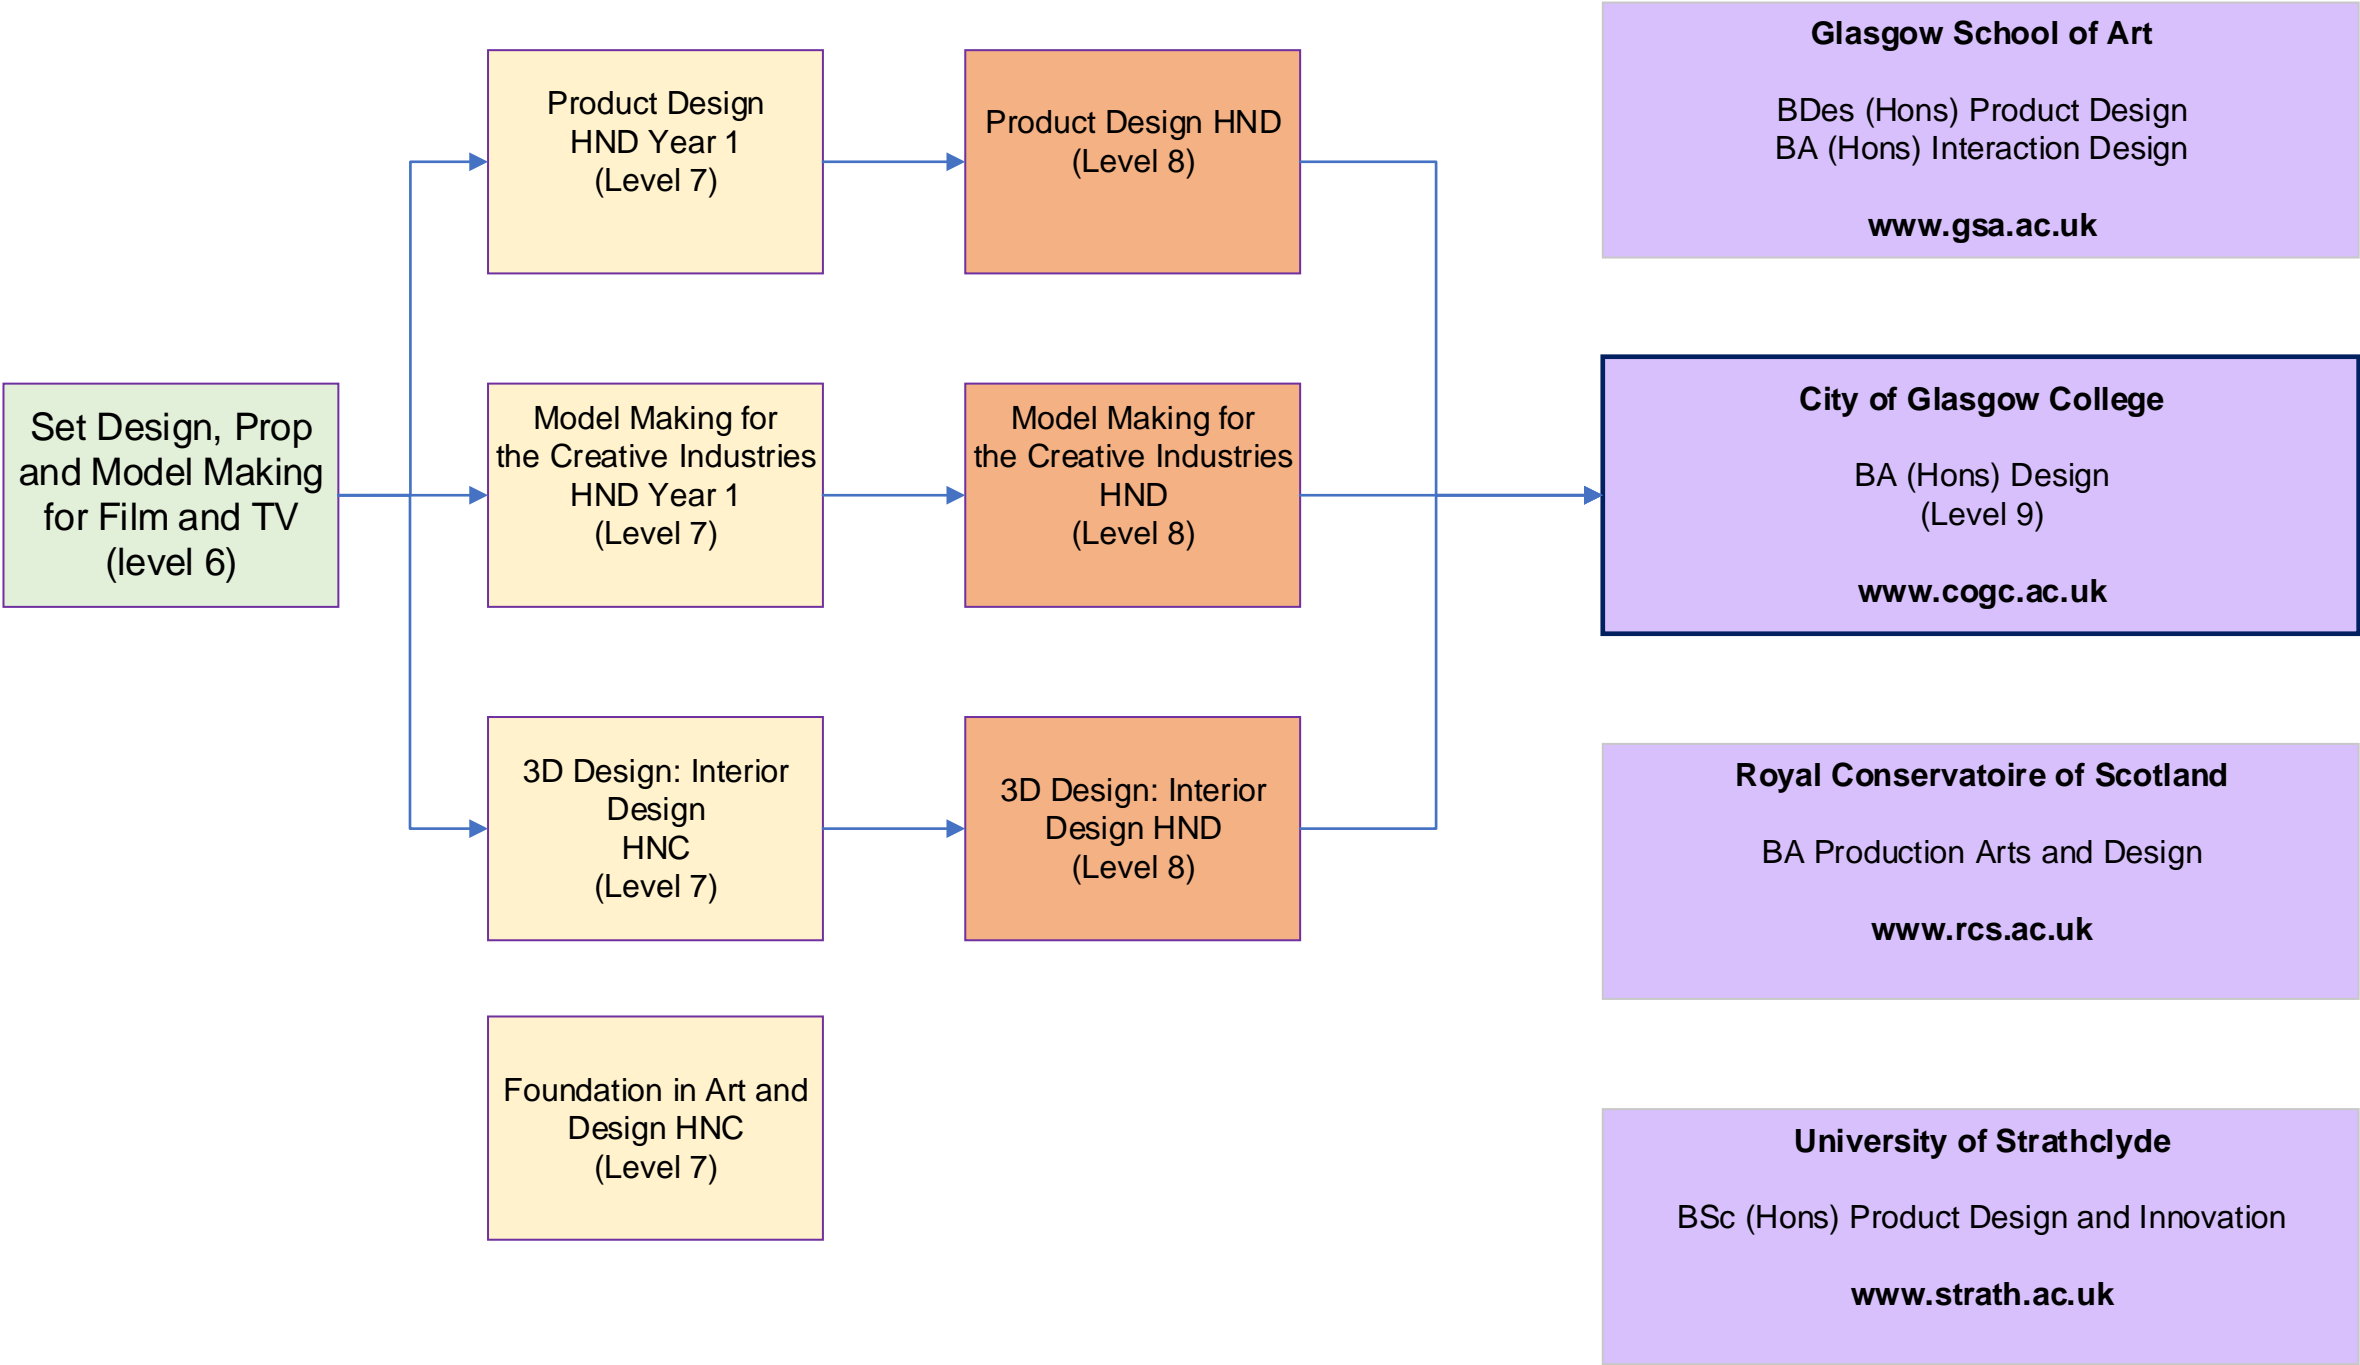 Set Design, Prop
and Model Making
for Film and TV
(level 6)
Product Design
HND Year 1
(Level 7)
Model Making for
the Creative Industries
HND Year 1
(Level 7)
3D Design: Interior
Design
HNC
(Level 7)
Foundation in Art and
Design HNC
(Level 7)
Product Design HND
(Level 8)
Model Making for
the Creative Industries
HND
(Level 8)
3D Design: Interior
Design HND
(Level 8)
Glasgow School of Art
BDes (Hons) Product Design
BA (Hons) Interaction Design
www.gsa.ac.uk
City of Glasgow College
BA (Hons) Design
(Level 9)
www.cogc.ac.uk
Royal Conservatoire of Scotland
BA Production Arts and Design
www.rcs.ac.uk
University of Strathclyde
BSc (Hons) Product Design and Innovation
www.strath.ac.uk